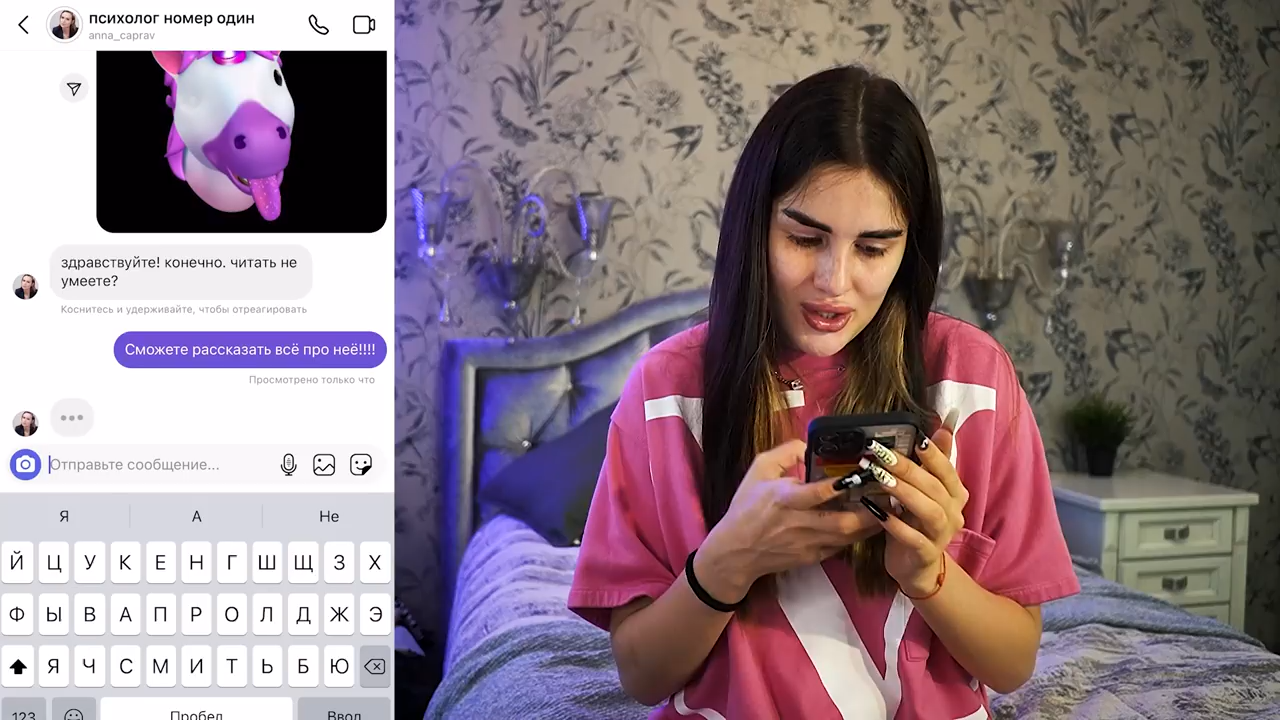 психолог номер один
anna_caprav
здравствуйте! конечно. читать не
умеете?
Коснитесь и удерживайте, чтобы отреагировать
Сможете рассказать всё про неё!!!!
Просмотрено только что
Отправьте сообщение...
Я А Не
Й Ц У К Е Н Г Ш Щ З Х
Ф Ы В А П Р О Л Д Ж Э
Я Ч С М И Т Ь Б Ю
123 Пробел Ввод